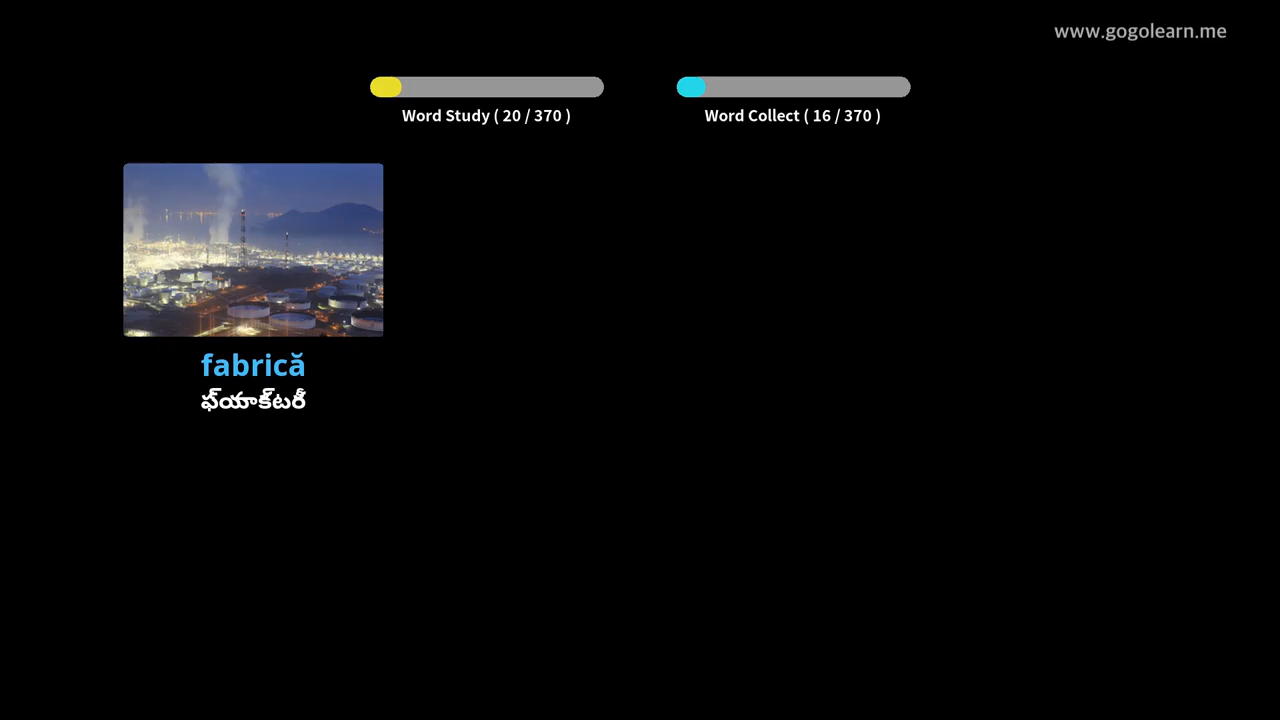 www.gogolearn.me
Word Study ( 20 / 370 )
Word Collect ( 16 / 370 )
fabrică
ఫ్‌యాక్‌టరీ